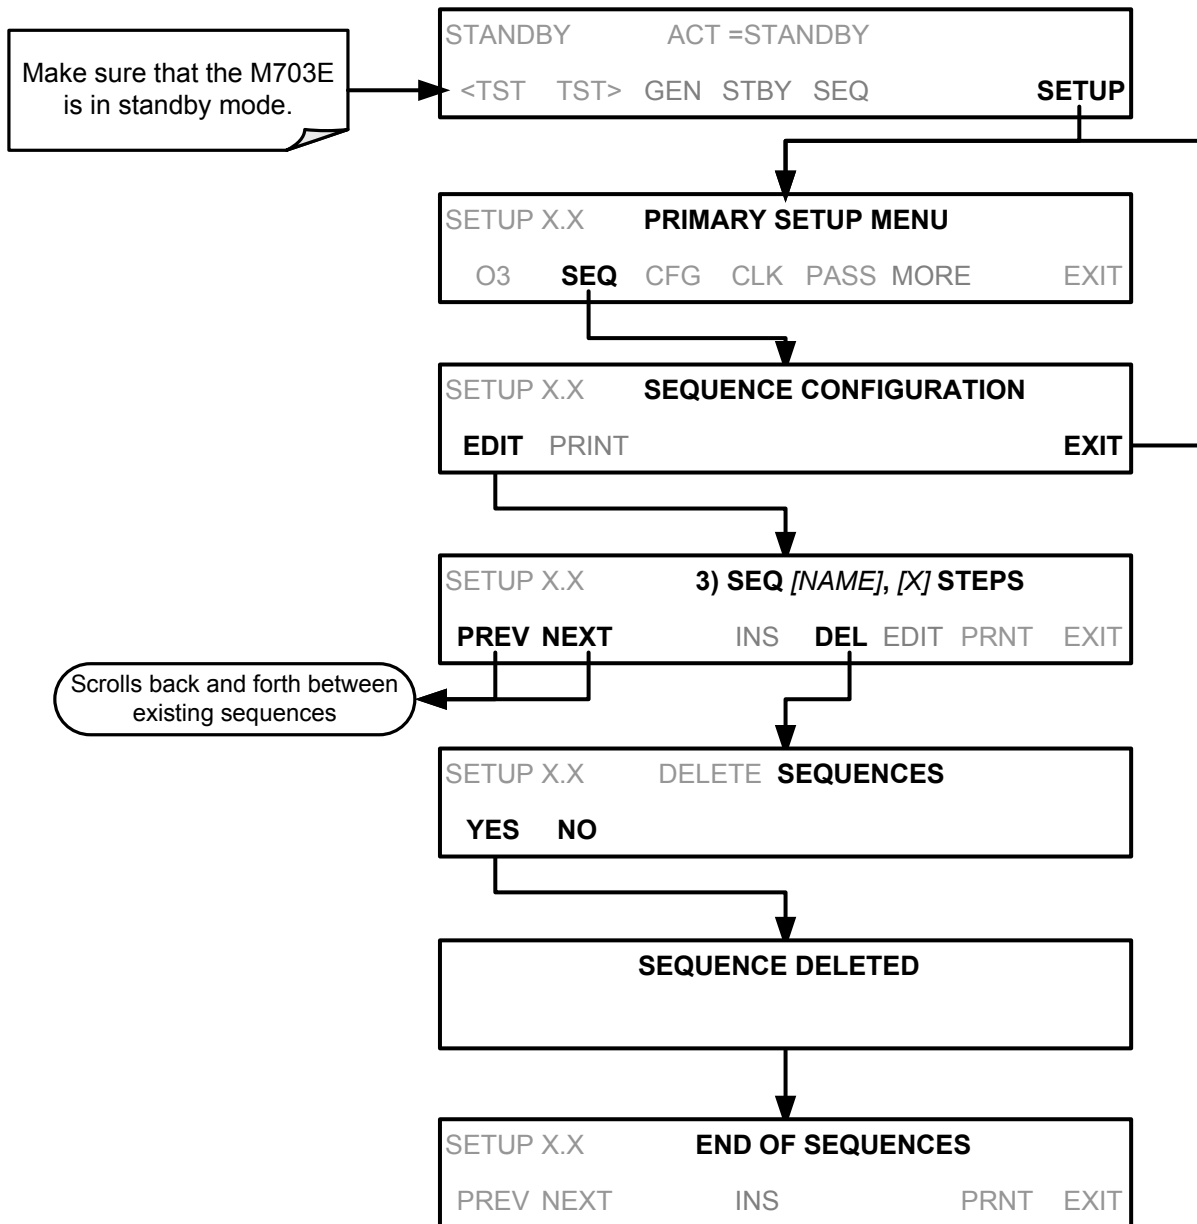 STANDBY ACT =STANDBY
Make sure that the M703E
is in standby mode.
<TST TST> GEN STBY SEQ SETUP
SETUP X.X PRIMARY SETUP MENU
O3 SEQ CFG CLK PASS MORE EXIT
SETUP X.X SEQUENCE CONFIGURATION
EDIT PRINT EXIT
SETUP X.X 3) SEQ [NAME], [X] STEPS
PREV NEXT INS DEL EDIT PRNT EXIT
Scrolls back and forth between
existing sequences
SETUP X.X DELETE SEQUENCES
YES NO
SEQUENCE DELETED
SETUP X.X END OF SEQUENCES
PREV NEXT INS PRNT EXIT